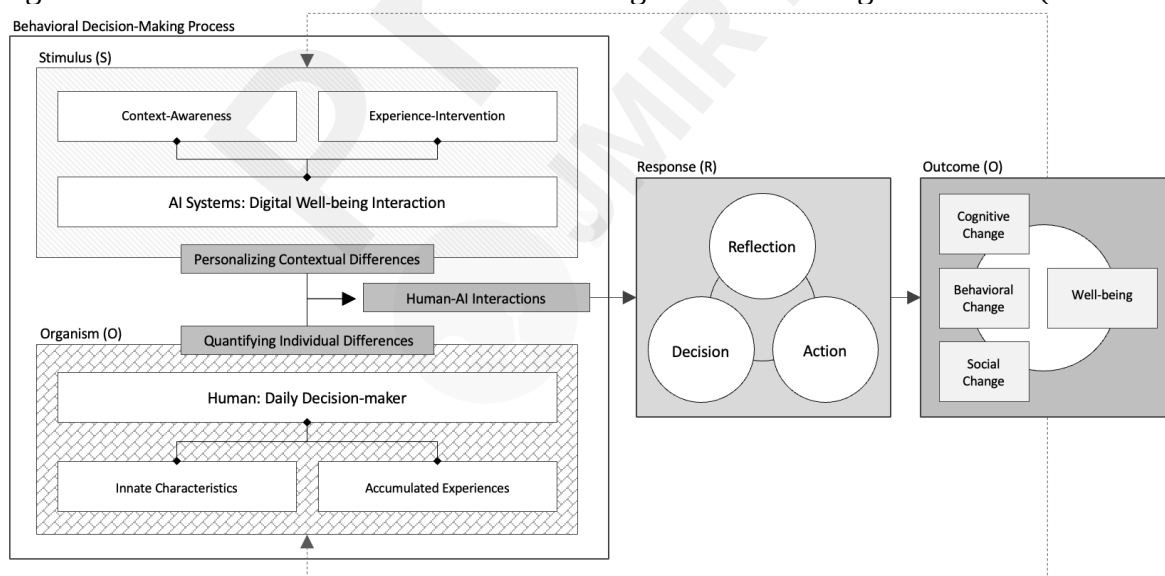 Behavioral Decision-Making Process
Stimulus (S)
Context-Awareness
Experience-Intervention
AI Systems: Digital Well-being Interaction
Personalizing Contextual Differences
Human-AI Interactions
Organism (O)
Quantifying Individual Differences
Human: Daily Decision-maker
Innate Characteristics
Accumulated Experiences
Response (R)
Reflection
Decision
Action
Outcome (O)
Cognitive
Change
Behavioral
Change
Social
Change
Well-being
JMIR
Pr